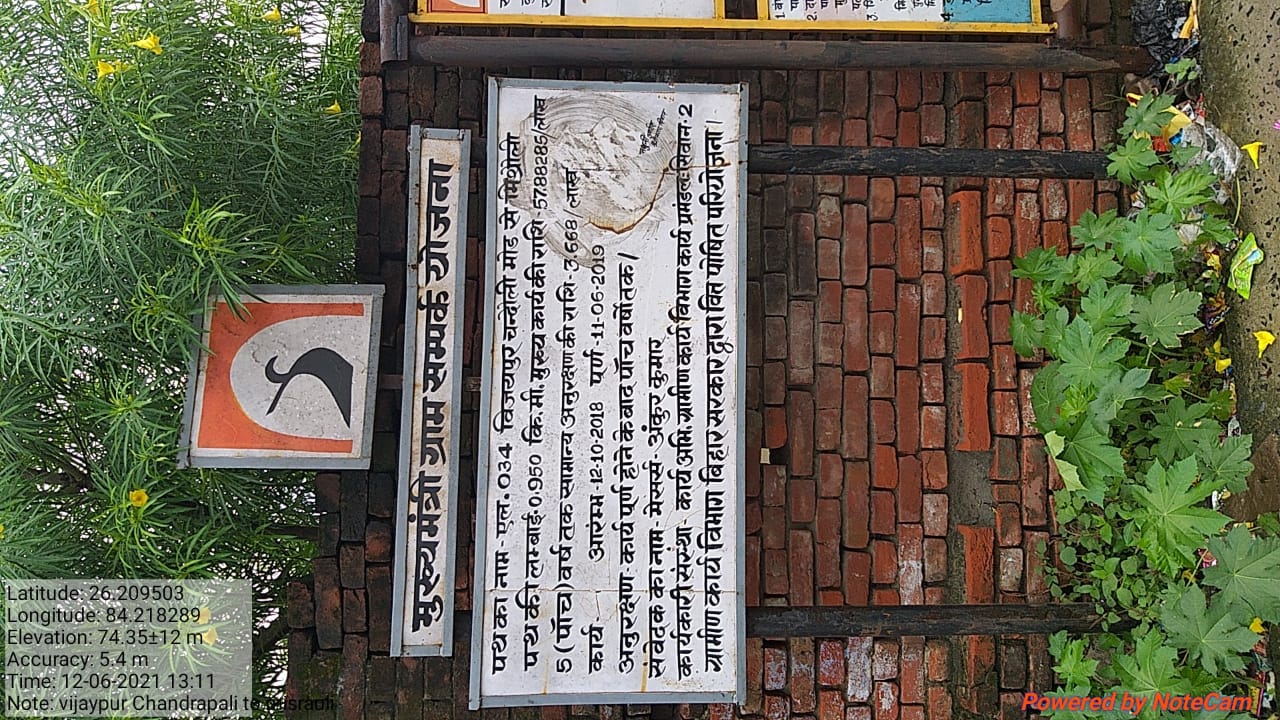 मुख्यमंत्री ग्राम सम्पर्क योजना
पथ का नाम - एल. 034 विजयपुर चन्देली मोड़ से मिश्रौली
पथ की लम्बाई- 0.950 कि.मी. मुख्य कार्य की राशि - 5788285/लाख
5 (पाँच) वर्ष तक सामान्य अनुरक्षण की राशि - 3.668/लाख
कार्य आरम्भ - 12-10-2018 पूर्ण - 11-06-2019
अनुरक्षण - कार्य पूर्ण होने के बाद पाँच वर्षो तक।
संवेदक का नाम - मेसर्स - अंकुर कुमार
कार्यकारी संस्था कार्य अभि. ग्रामीण कार्य विभाग कार्य प्रमंडल सिवान-2
ग्रामीण कार्य विभाग बिहार सरकार द्वारा वित्त पोषित परियोजना।
Latitude: 26.209503
Longitude: 84.218289
Elevation: 74.35±12 m
Accuracy: 5.4 m
Time: 12-06-2021 13:11
Note: vijaypur Chandrapali to misrauli
Powered by NoteCam